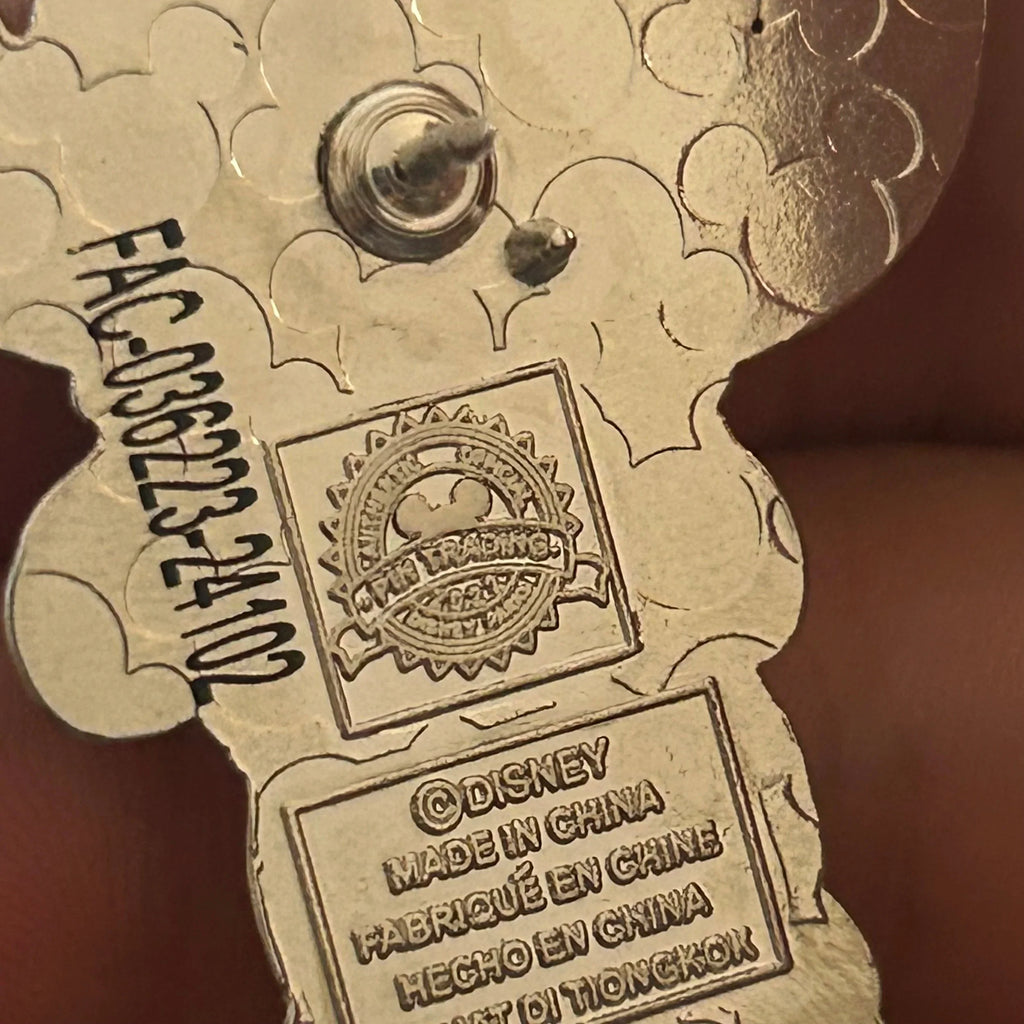 FAC-036223-24102
PIN TRADING
©DISNEY
MADE IN CHINA
FABRIQUÉ EN CHINE
HECHO EN CHINA
DI TIONGKOK